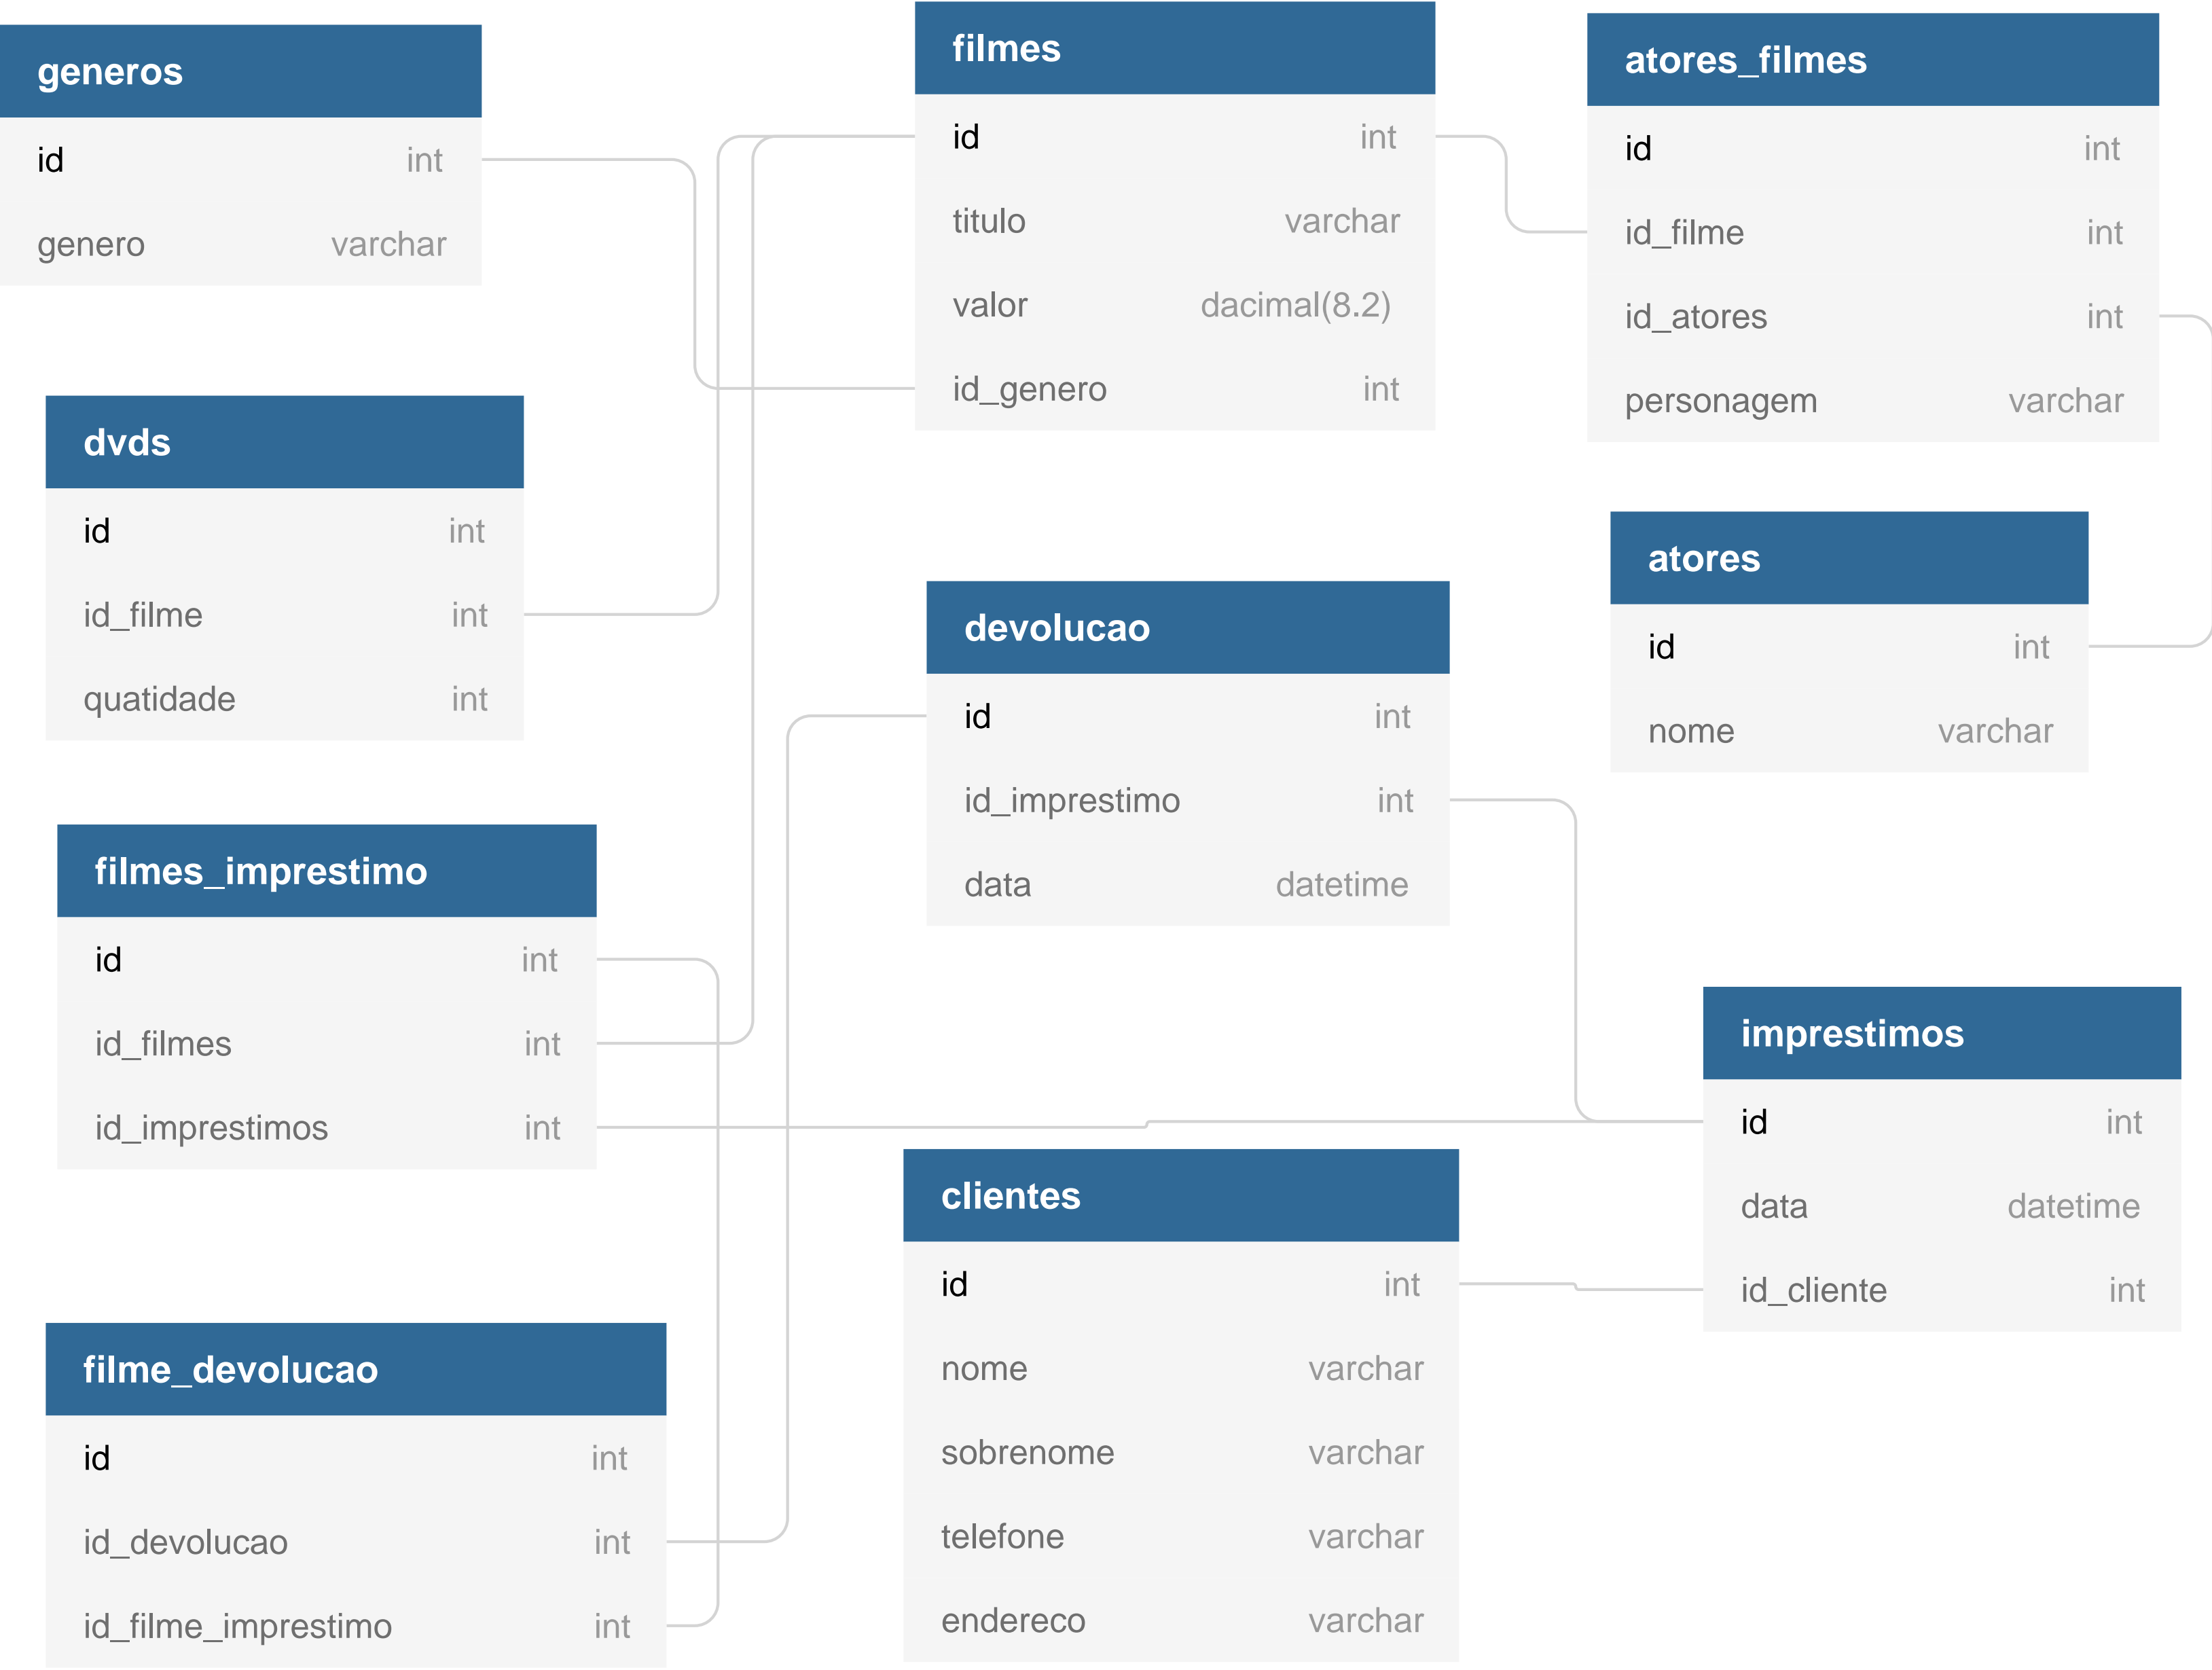 generos
id int
genero varchar
filmes
id int
titulo varchar
valor dacimal(8.2)
id_genero int
atores_filmes
id int
id_filme int
id_atores int
personagem varchar
dvds
id int
id_filme int
quatidade int
atores
id int
nome varchar
devolucao
id int
id_imprestimo int
data datetime
filmes_imprestimo
id int
id_filmes int
id_imprestimos int
imprestimos
id int
data datetime
id_cliente int
clientes
id int
nome varchar
sobrenome varchar
telefone varchar
endereco varchar
filme_devolucao
id int
id_devolucao int
id_filme_imprestimo int